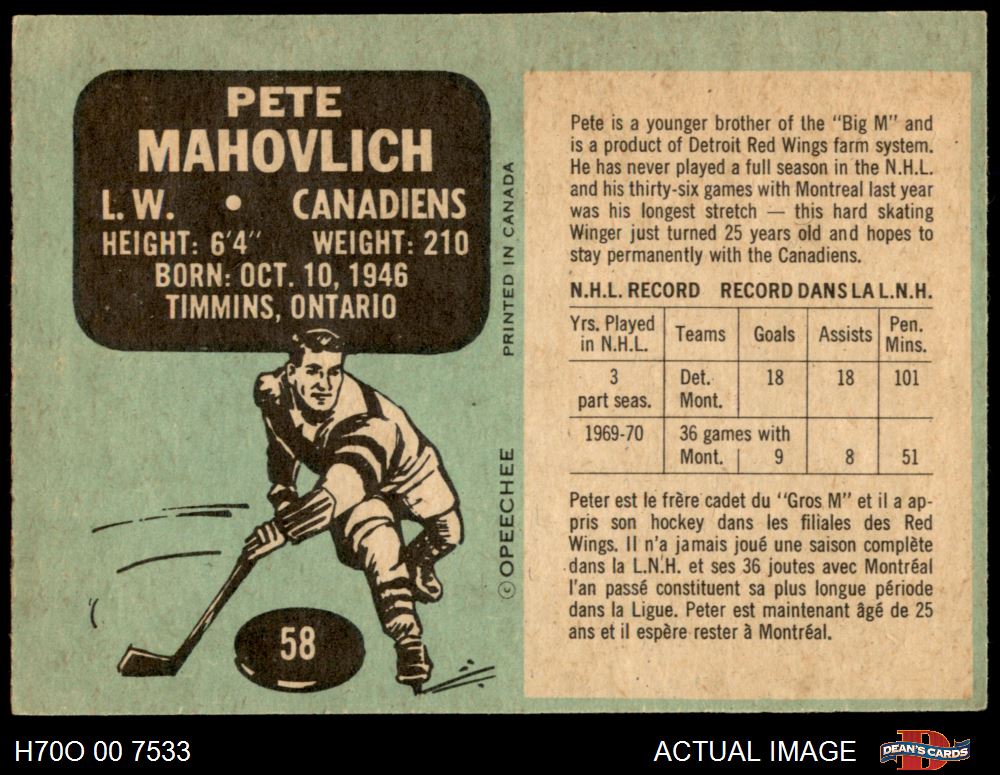 PETE
MAHOVLICH
L. W. • CANADIENS
HEIGHT: 6'4" WEIGHT: 210
BORN: OCT. 10, 1946
TIMMINS, ONTARIO
58
PRINTED IN CANADA
© OPEECHEE
Pete is a younger brother of the "Big M" and
is a product of Detroit Red Wings farm system.
He has never played a full season in the N.H.L.
and his thirty-six games with Montreal last year
was his longest stretch — this hard skating
Winger just turned 25 years old and hopes to
stay permanently with the Canadiens.
N.H.L. RECORD RECORD DANS LA L.N.H.
Yrs. Played in N.H.L. Teams Goals Assists Pen. Mins.
3 part seas. Det. Mont. 18 18 101
1969-70 36 games with Mont. 9 8 51
Peter est le frère cadet du "Gros M" et il a ap-
pris son hockey dans les filiales des Red
Wings. Il n'a jamais joué une saison complète
dans la L.N.H. et ses 36 joutes avec Montréal
l'an passé constituent sa plus longue période
dans la Ligue. Peter est maintenant âgé de 25
ans et il espère rester à Montréal.
H70O 00 7533 ACTUAL IMAGE DEAN'S CARDS